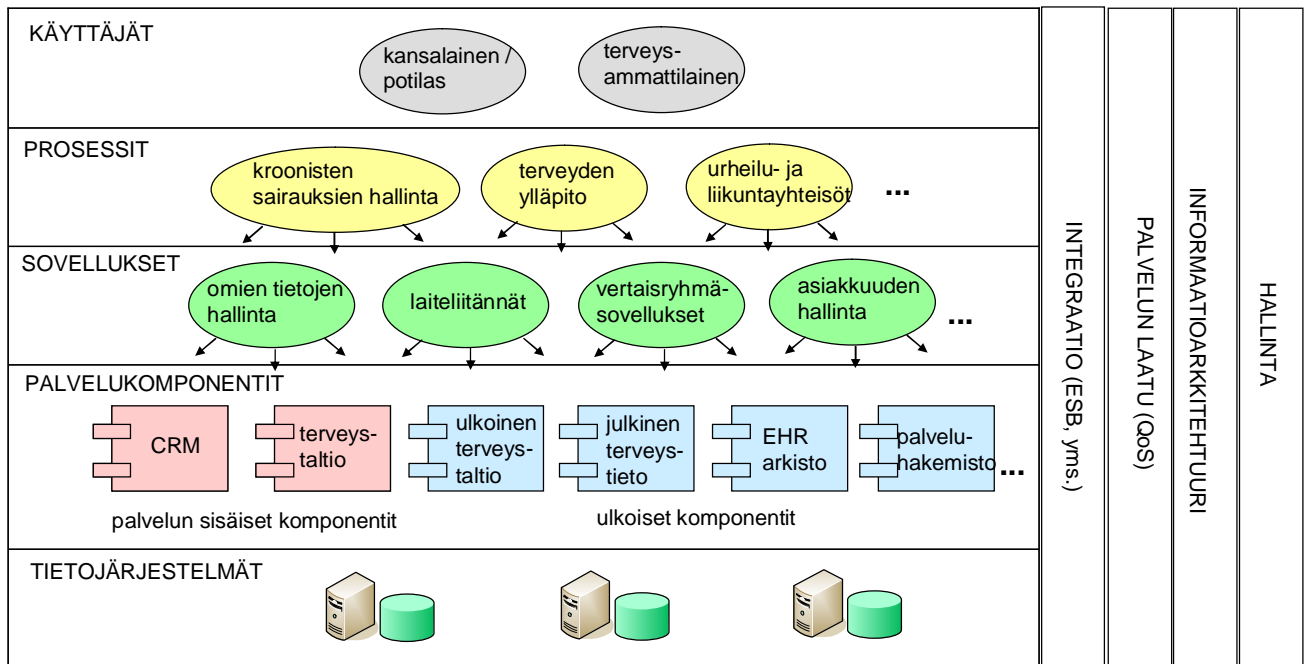 KÄYTTÄJÄT
kansalainen /
potilas
terveys-
ammattilainen
PROSESSIT
kroonisten
sairauksien hallinta
terveyden
ylläpito
urheilu- ja
liikuntayhteisöt
...
SOVELLUKSET
omien tietojen
hallinta
laiteliitännät
vertaisryhmä-
sovellukset
asiakkuuden
hallinta
...
PALVELUKOMPONENTIT
CRM
terveys-
taltio
ulkoinen
terveys-
taltio
julkinen
terveys-
tieto
EHR
arkisto
palvelu-
hakemisto
...
palvelun sisäiset komponentit
ulkoiset komponentit
TIETOJÄRJESTELMÄT
INTEGRAATIO (ESB, yms.)
PALVELUN LAATU (QoS)
INFORMAATIOARKKITEHTUURI
HALLINTA